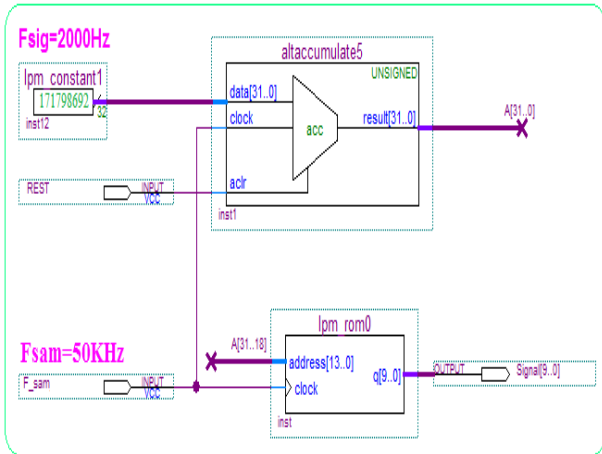 Fsig=2000Hz
lpm_constant1
171798692
32
inst12
altaccumulate5
UNSIGNED
data[31..0]
clock
acc
result[31..0]
A[31..0]
aclr
inst1
REST
INPUT
VCC
Fsam=50KHz
F_sam
INPUT
VCC
lpm_rom0
A[31..18]
address[13..0]
q[9..0]
clock
inst
OUTPUT
Signal[9..0]